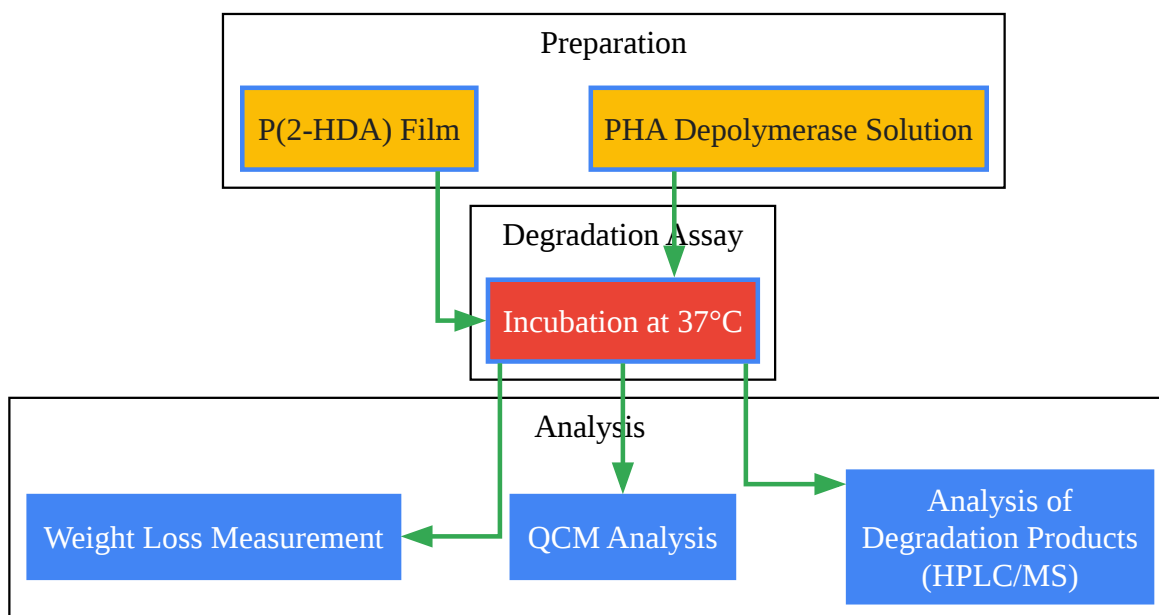 Preparation
P(2-HDA) Film
PHA Depolymerase Solution
Degradation Assay
Incubation at 37°C
Analysis
Weight Loss Measurement
QCM Analysis
Analysis of
Degradation Products
(HPLC/MS)